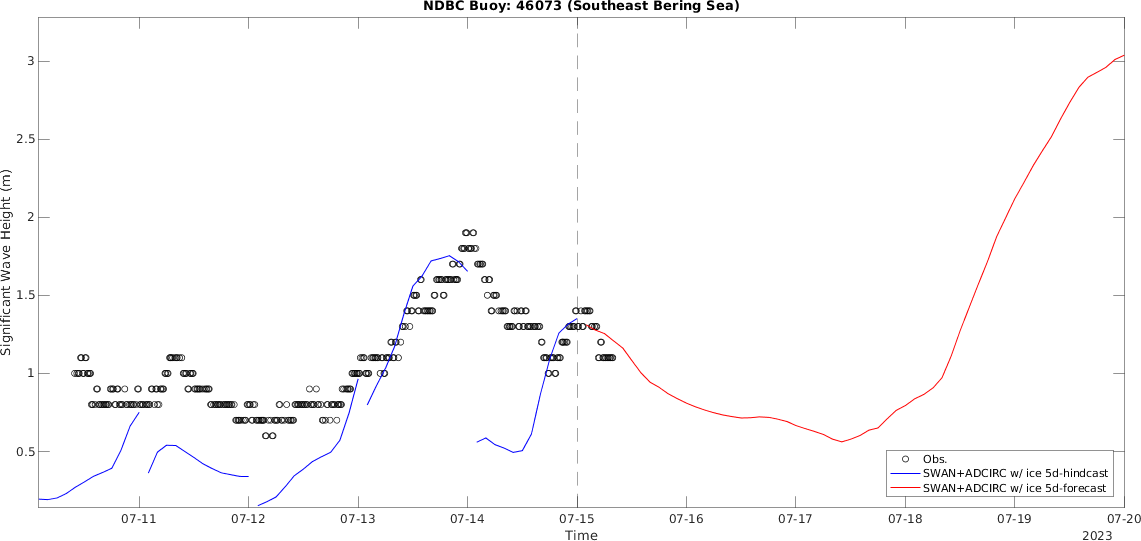 NDBC Buoy: 46073 (Southeast Bering Sea)
Significant Wave Height (m)
3
2.5
2
1.5
1
0.5
Obs.
SWAN+ADCIRC w/ ice 5d-hindcast
SWAN+ADCIRC w/ ice 5d-forecast
07-11 07-12 07-13 07-14 07-15 07-16 07-17 07-18 07-19 07-20
Time
2023